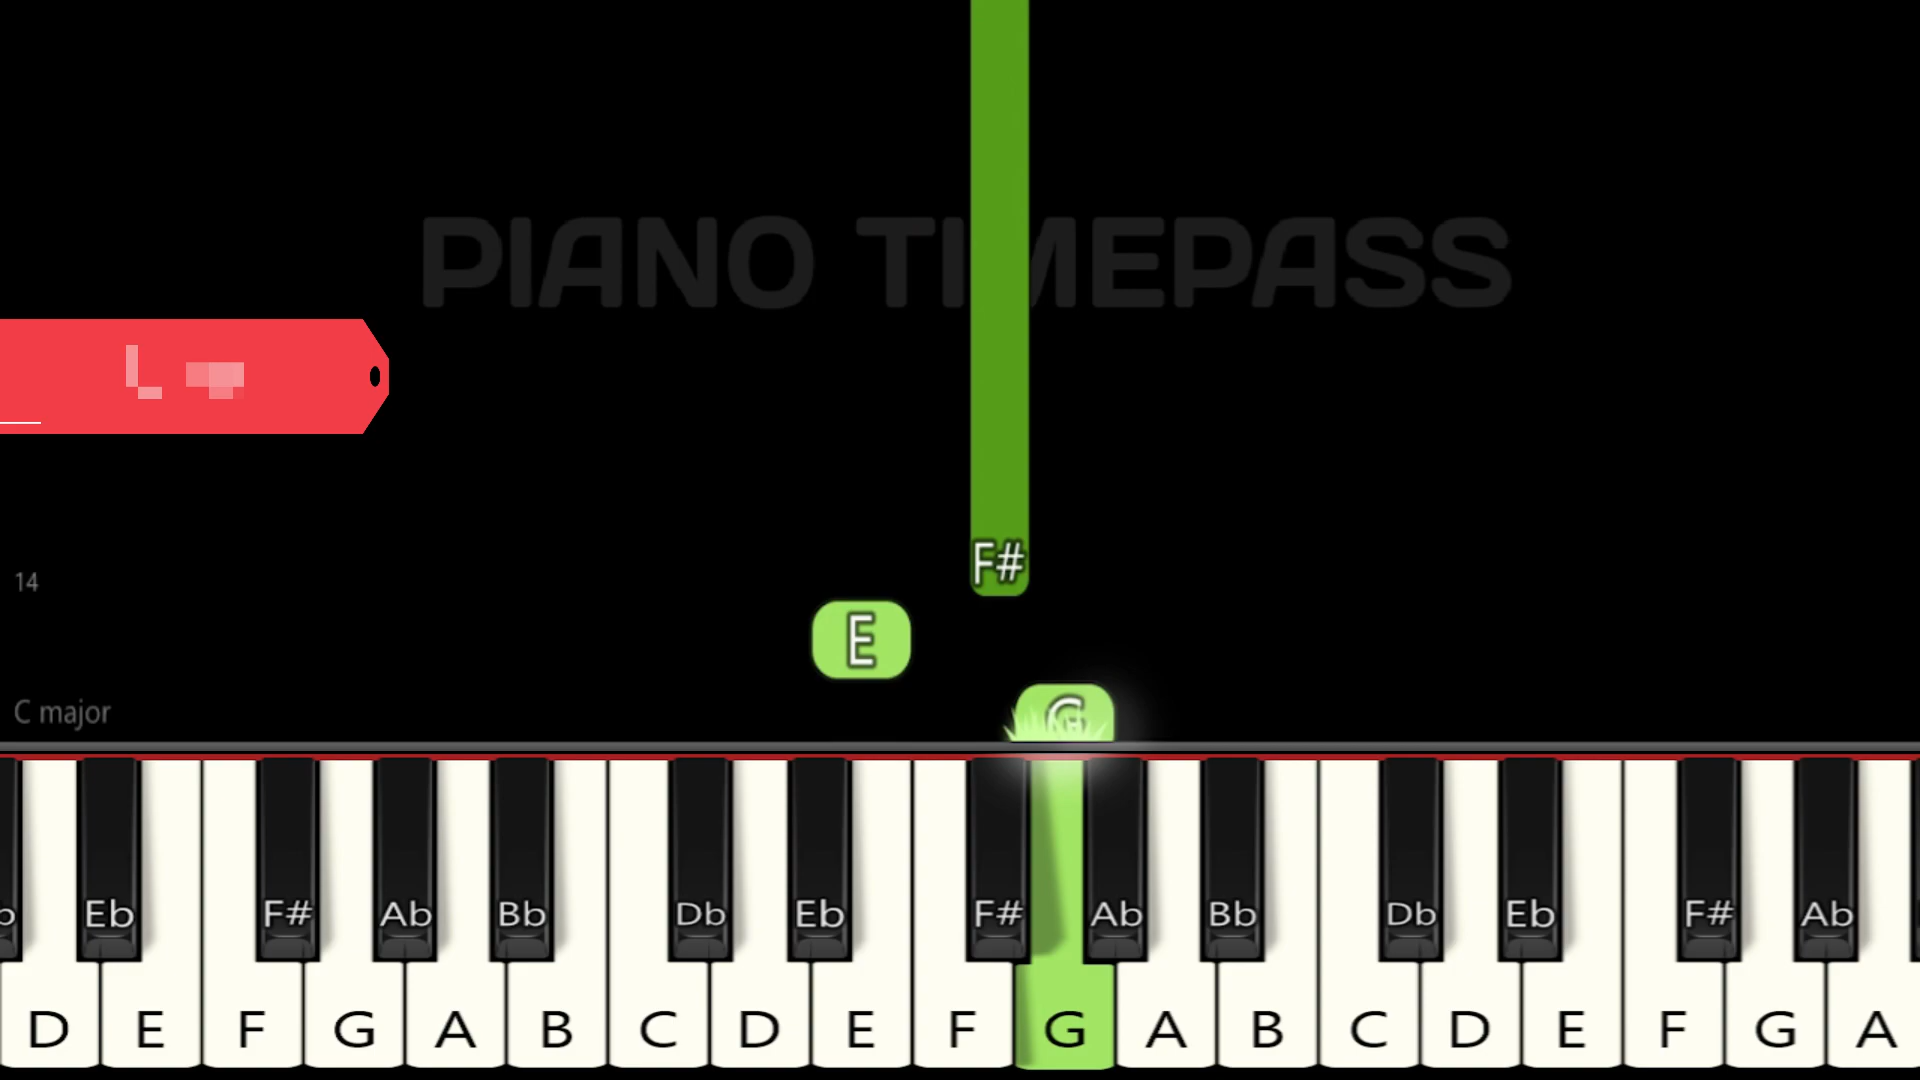 PIANO TIMEPASS
F#
14
E
C major
G
Eb F# Ab Bb Db Eb F# Ab Bb Db Eb F# Ab
D E F G A B C D E F G A B C D E F G A